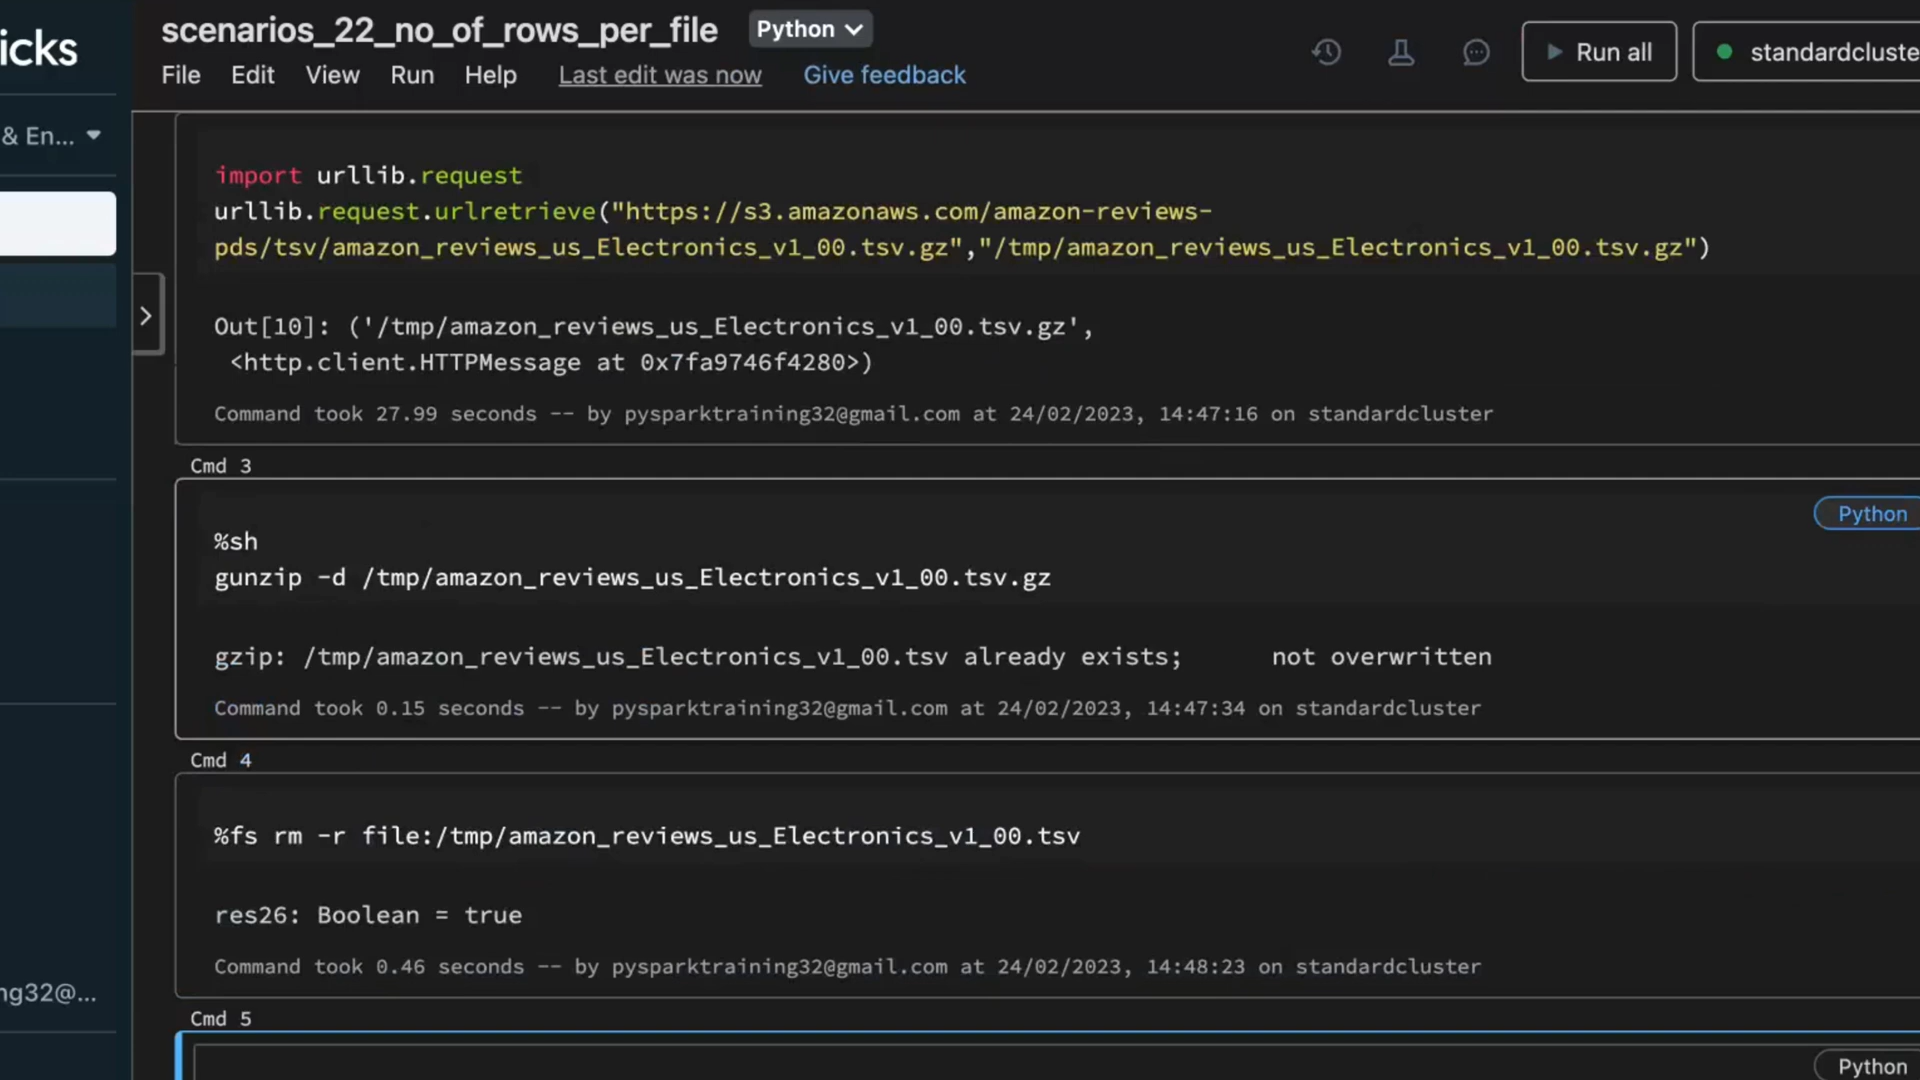 icks
scenarios_22_no_of_rows_per_file
Python
File Edit View Run Help Last edit was now Give feedback
Run all
standardcluste
& En...
import urllib.request
urllib.request.urlretrieve("https://s3.amazonaws.com/amazon-reviews-
pds/tsv/amazon_reviews_us_Electronics_v1_00.tsv.gz","/tmp/amazon_reviews_us_Electronics_v1_00.tsv.gz")
Out[10]: ('/tmp/amazon_reviews_us_Electronics_v1_00.tsv.gz',
<http.client.HTTPMessage at 0x7fa9746f4280>)
Command took 27.99 seconds -- by pysparktraining32@gmail.com at 24/02/2023, 14:47:16 on standardcluster
Cmd 3
Python
%sh
gunzip -d /tmp/amazon_reviews_us_Electronics_v1_00.tsv.gz
gzip: /tmp/amazon_reviews_us_Electronics_v1_00.tsv already exists; not overwritten
Command took 0.15 seconds -- by pysparktraining32@gmail.com at 24/02/2023, 14:47:34 on standardcluster
Cmd 4
%fs rm -r file:/tmp/amazon_reviews_us_Electronics_v1_00.tsv
res26: Boolean = true
Command took 0.46 seconds -- by pysparktraining32@gmail.com at 24/02/2023, 14:48:23 on standardcluster
ng32@...
Cmd 5
Python